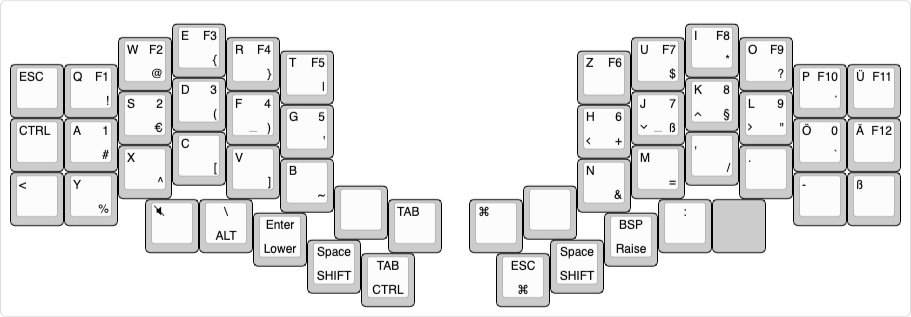 E F3 I F8
{ *
W F2 R F4 U F7 O F9
@ } $ ?
T F5 Z F6
|
ESC Q F1 P F10 Ü F11
! ´
D 3 K 8
( ^ §
S 2 F 4 J 7 L 9
€ _ ) _ ß > "
G 5 H 6
' < +
CTRL A 1 Ö 0 Ä F12
# `
C ' 
[ /
X V M .
^ ] =
B N
~ &
< Y - ß
%
\ : 
ALT
TAB ⌘
Enter BSP
Lower Raise
Space Space
SHIFT SHIFT
TAB ESC
CTRL ⌘